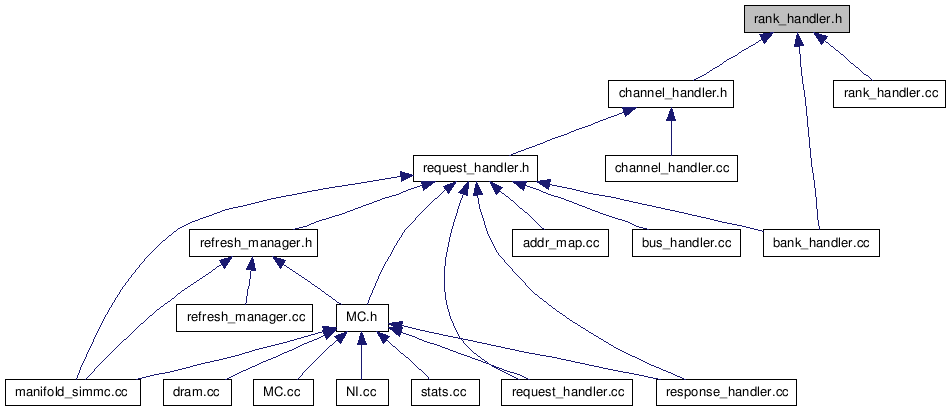 rank_handler.h
channel_handler.h
rank_handler.cc
request_handler.h
channel_handler.cc
refresh_manager.h
addr_map.cc
bus_handler.cc
bank_handler.cc
refresh_manager.cc
MC.h
manifold_simmc.cc
dram.cc
MC.cc
NI.cc
stats.cc
request_handler.cc
response_handler.cc